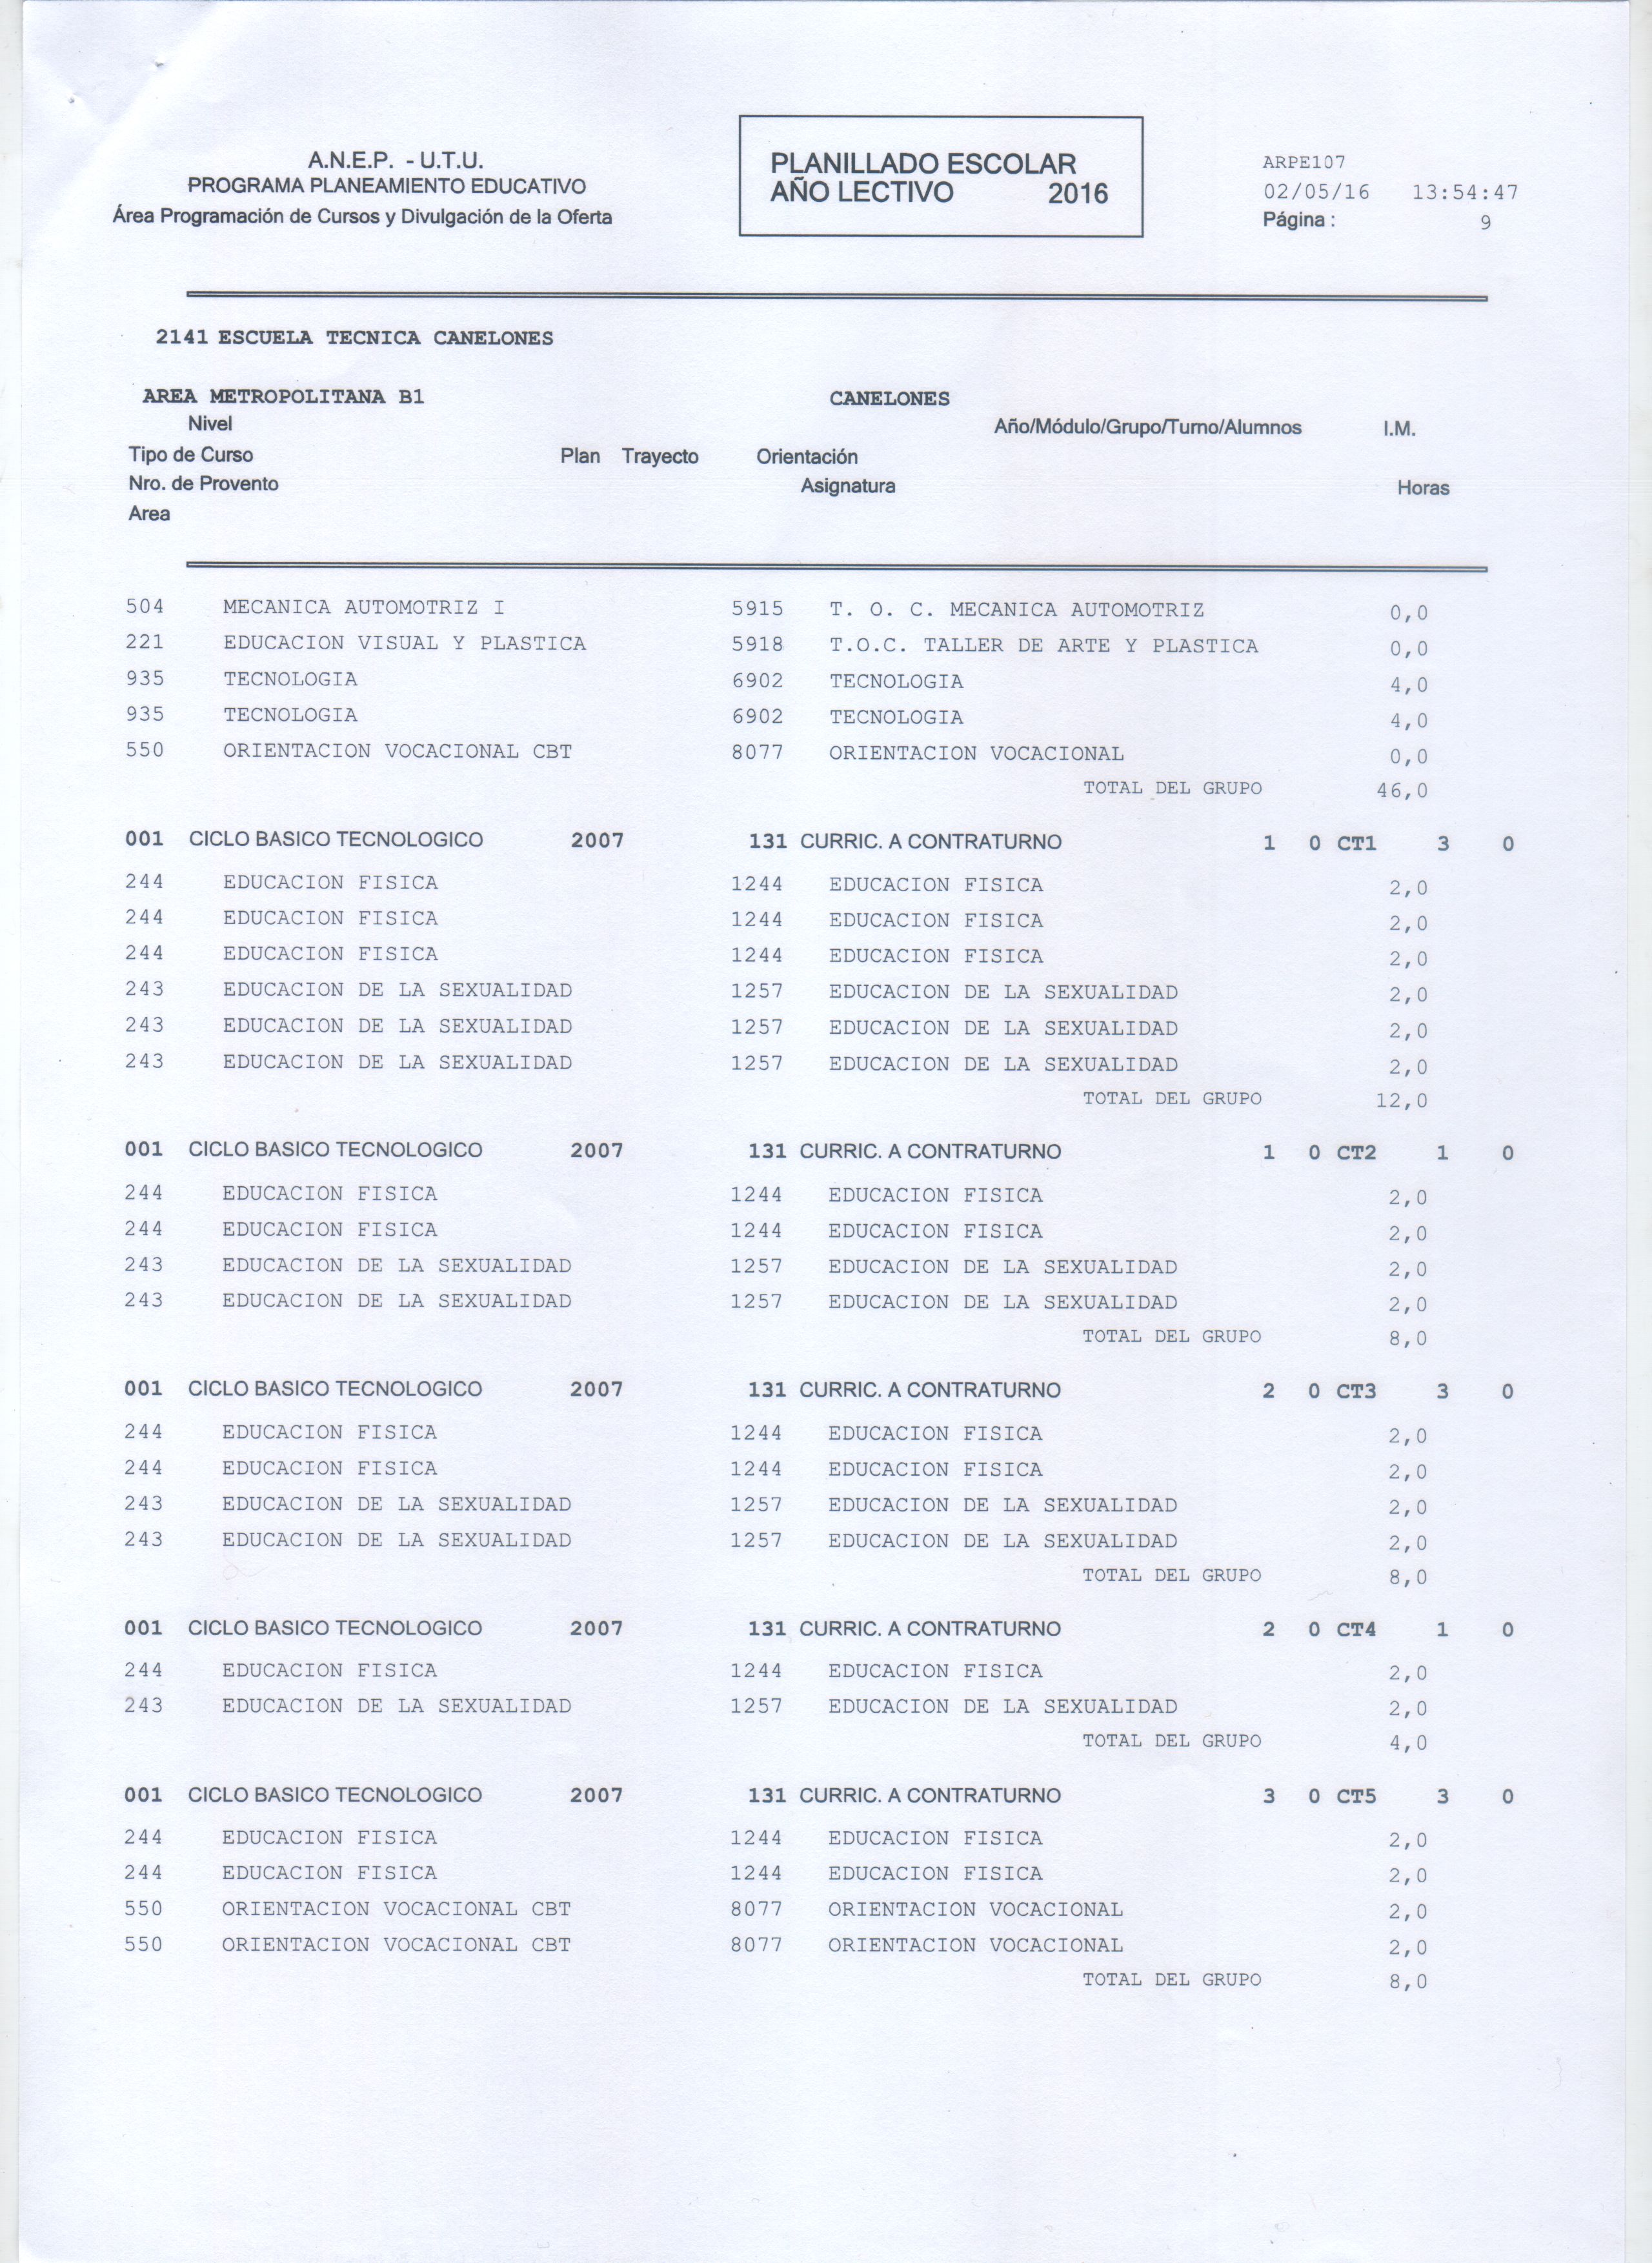 A.N.E.P. - U.T.U.
PROGRAMA PLANEAMIENTO EDUCATIVO
Área Programación de Cursos y Divulgación de la Oferta
PLANILLADO ESCOLAR
AÑO LECTIVO 2016
ARPE107
02/05/16 13:54:47
Página : 9
2141 ESCUELA TECNICA CANELONES
AREA METROPOLITANA B1 CANELONES
Nivel Año/Módulo/Grupo/Turno/Alumnos I.M.
Tipo de Curso Plan Trayecto Orientación
Nro. de Provento Asignatura Horas
Area
504 MECANICA AUTOMOTRIZ I 5915 T. O. C. MECANICA AUTOMOTRIZ 0,0
221 EDUCACION VISUAL Y PLASTICA 5918 T.O.C. TALLER DE ARTE Y PLASTICA 0,0
935 TECNOLOGIA 6902 TECNOLOGIA 4,0
935 TECNOLOGIA 6902 TECNOLOGIA 4,0
550 ORIENTACION VOCACIONAL CBT 8077 ORIENTACION VOCACIONAL 0,0
TOTAL DEL GRUPO 46,0
001 CICLO BASICO TECNOLOGICO 2007 131 CURRIC. A CONTRATURNO 1 0 CT1 3 0
244 EDUCACION FISICA 1244 EDUCACION FISICA 2,0
244 EDUCACION FISICA 1244 EDUCACION FISICA 2,0
244 EDUCACION FISICA 1244 EDUCACION FISICA 2,0
243 EDUCACION DE LA SEXUALIDAD 1257 EDUCACION DE LA SEXUALIDAD 2,0
243 EDUCACION DE LA SEXUALIDAD 1257 EDUCACION DE LA SEXUALIDAD 2,0
243 EDUCACION DE LA SEXUALIDAD 1257 EDUCACION DE LA SEXUALIDAD 2,0
TOTAL DEL GRUPO 12,0
001 CICLO BASICO TECNOLOGICO 2007 131 CURRIC. A CONTRATURNO 1 0 CT2 1 0
244 EDUCACION FISICA 1244 EDUCACION FISICA 2,0
244 EDUCACION FISICA 1244 EDUCACION FISICA 2,0
243 EDUCACION DE LA SEXUALIDAD 1257 EDUCACION DE LA SEXUALIDAD 2,0
243 EDUCACION DE LA SEXUALIDAD 1257 EDUCACION DE LA SEXUALIDAD 2,0
TOTAL DEL GRUPO 8,0
001 CICLO BASICO TECNOLOGICO 2007 131 CURRIC. A CONTRATURNO 2 0 CT3 3 0
244 EDUCACION FISICA 1244 EDUCACION FISICA 2,0
244 EDUCACION FISICA 1244 EDUCACION FISICA 2,0
243 EDUCACION DE LA SEXUALIDAD 1257 EDUCACION DE LA SEXUALIDAD 2,0
243 EDUCACION DE LA SEXUALIDAD 1257 EDUCACION DE LA SEXUALIDAD 2,0
TOTAL DEL GRUPO 8,0
001 CICLO BASICO TECNOLOGICO 2007 131 CURRIC. A CONTRATURNO 2 0 CT4 1 0
244 EDUCACION FISICA 1244 EDUCACION FISICA 2,0
243 EDUCACION DE LA SEXUALIDAD 1257 EDUCACION DE LA SEXUALIDAD 2,0
TOTAL DEL GRUPO 4,0
001 CICLO BASICO TECNOLOGICO 2007 131 CURRIC. A CONTRATURNO 3 0 CT5 3 0
244 EDUCACION FISICA 1244 EDUCACION FISICA 2,0
244 EDUCACION FISICA 1244 EDUCACION FISICA 2,0
550 ORIENTACION VOCACIONAL CBT 8077 ORIENTACION VOCACIONAL 2,0
550 ORIENTACION VOCACIONAL CBT 8077 ORIENTACION VOCACIONAL 2,0
TOTAL DEL GRUPO 8,0